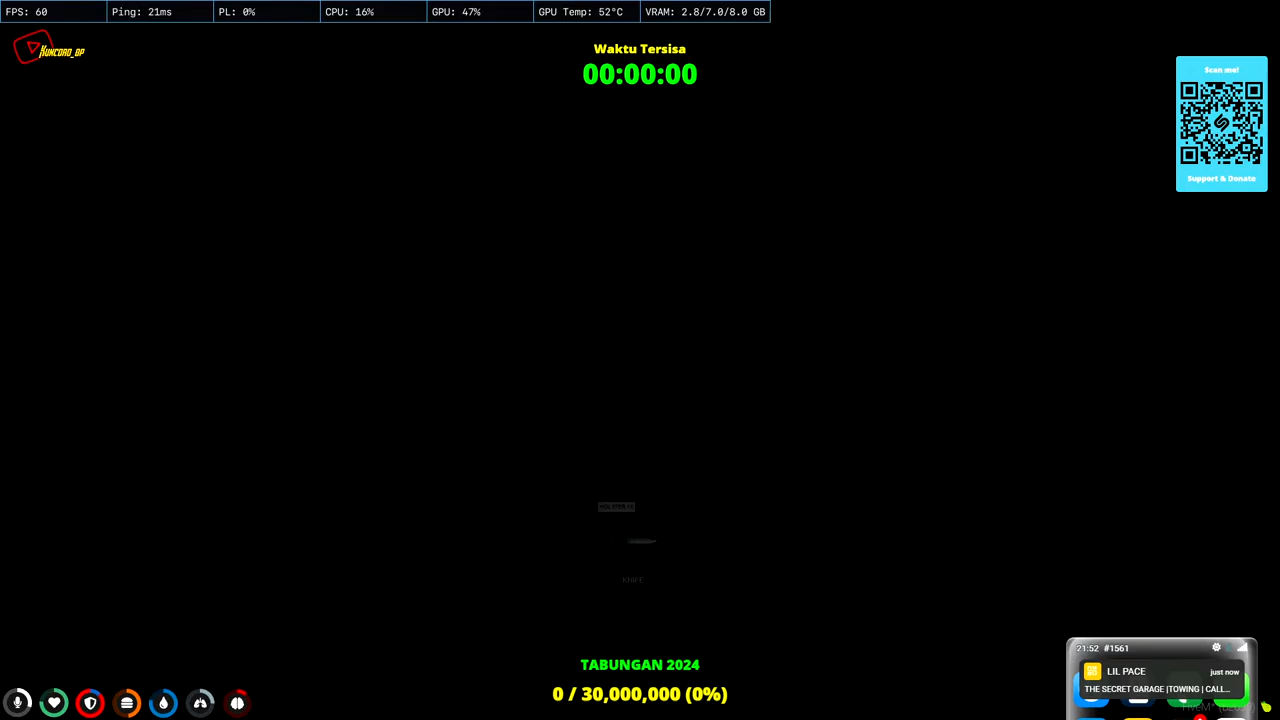 FPS: 60 Ping: 21ms PL: 0% CPU: 16% GPU: 47% GPU Temp: 52°C VRAM: 2.8/7.0/8.0 GB
KUNCORO_GP
Waktu Tersisa
00:00:00
Scan me!
Support & Donate
KNIFE
TABUNGAN 2024
0 / 30,000,000 (0%)
21:52 #1561
LIL PACE just now
THE SECRET GARAGE |TOWING | CALL...